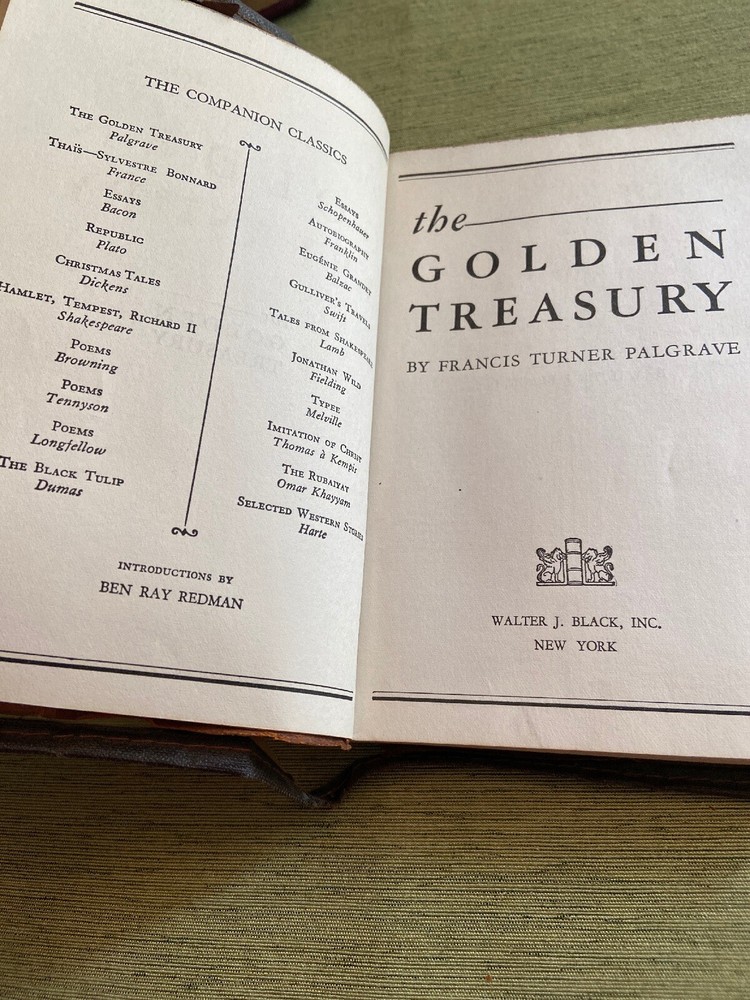 THE COMPANION CLASSICS
THE GOLDEN TREASURY
Palgrave
THAÏS—SYLVESTRE BONNARD
France
ESSAYS
Bacon
REPUBLIC
Plato
CHRISTMAS TALES
Dickens
HAMLET, TEMPEST, RICHARD II
Shakespeare
POEMS
Browning
POEMS
Tennyson
POEMS
Longfellow
THE BLACK TULIP
Dumas
ESSAYS
Schopenhauer
AUTOBIOGRAPHY
Franklin
EUGÉNIE GRANDET
Balzac
GULLIVER'S TRAVELS
Swift
TALES FROM SHAKESPEARE
Lamb
JONATHAN WILD
Fielding
TYPEE
Melville
IMITATION OF CHRIST
Thomas à Kempis
THE RUBAIYAT
Omar Khayyam
SELECTED WESTERN STORIES
Harte
INTRODUCTIONS BY
BEN RAY REDMAN
the
GOLDEN
TREASURY
BY FRANCIS TURNER PALGRAVE
WALTER J. BLACK, INC.
NEW YORK